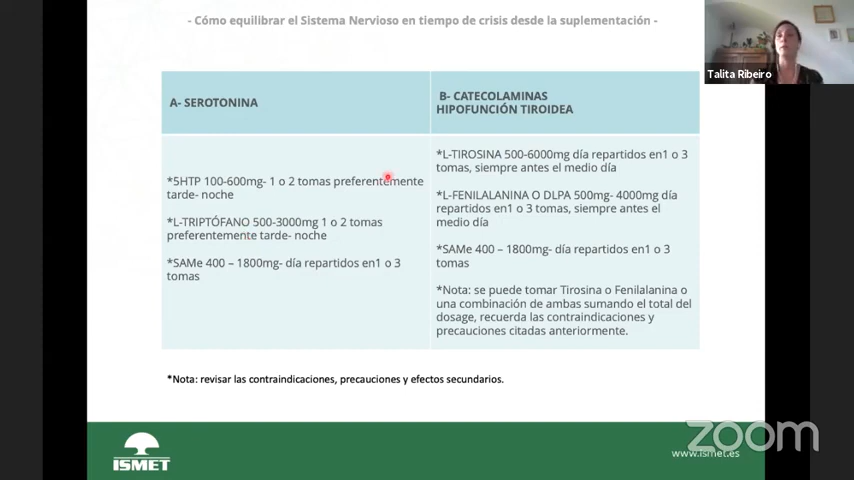 - Cómo equilibrar el Sistema Nervioso en tiempo de crisis desde la suplementación -
Talita Ribeiro
A- SEROTONINA
B- CATECOLAMINAS
HIPOFUNCIÓN TIROIDEA
*5HTP 100-600mg- 1 o 2 tomas preferentemente
tarde- noche
*L-TRIPTÓFANO 500-3000mg 1 o 2 tomas
preferentemente tarde- noche
*SAMe 400 – 1800mg- día repartidos en1 o 3
tomas
*L-TIROSINA 500-6000mg día repartidos en1 o 3
tomas, siempre antes el medio día
*L-FENILALANINA O DLPA 500mg- 4000mg día
repartidos en1 o 3 tomas, siempre antes el
medio día
*SAMe 400 – 1800mg- día repartidos en1 o 3
tomas
*Nota: se puede tomar Tirosina o Fenilalanina o
una combinación de ambas sumando el total del
dosage, recuerda las contraindicaciones y
precauciones citadas anteriormente.
*Nota: revisar las contraindicaciones, precauciones y efectos secundarios.
ISMET
www.ismet.es
zoom